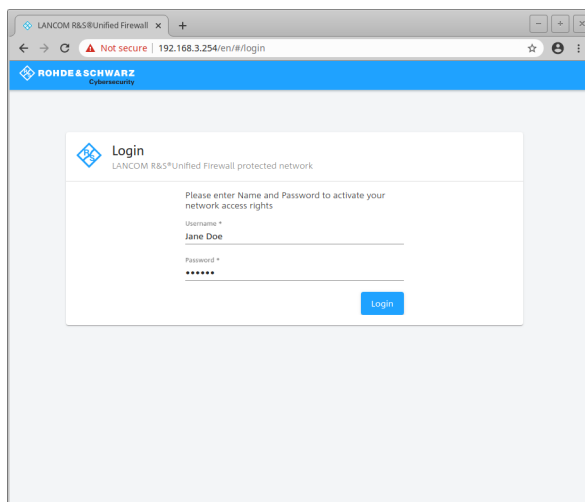 LANCOM R&S®Unified Firewall
Not secure | 192.168.3.254/en/#/login
ROHDE&SCHWARZ
Cybersecurity
R S
Login
LANCOM R&S®Unified Firewall protected network
Please enter Name and Password to activate your
network access rights
Username *
Jane Doe
Password *
••••••
Login